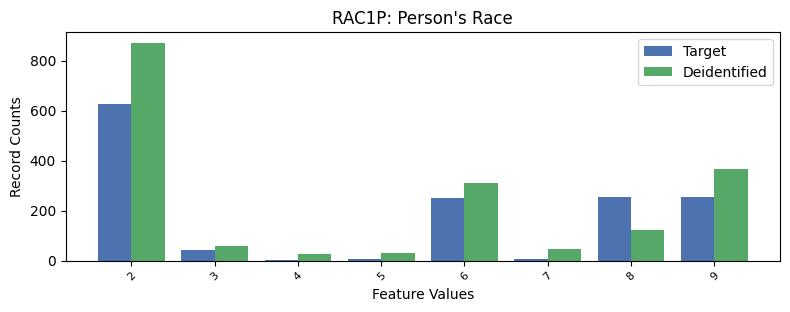 RAC1P: Person's Race
Target
Deidentified
Record Counts
800
600
400
200
0
2 3 4 5 6 7 8 9
Feature Values